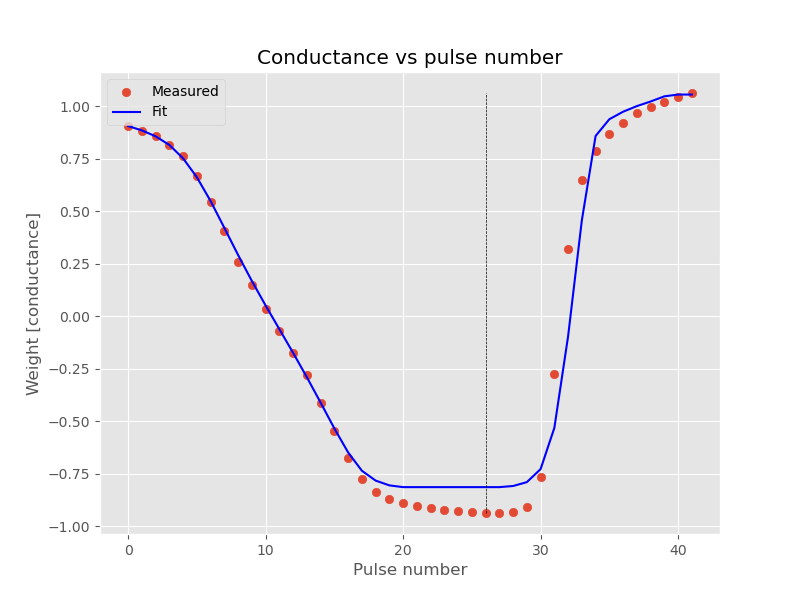 Conductance vs pulse number
Measured
Fit
1.00
0.75
0.50
0.25
0.00
−0.25
−0.50
−0.75
−1.00
Weight [conductance]
0 10 20 30 40
Pulse number